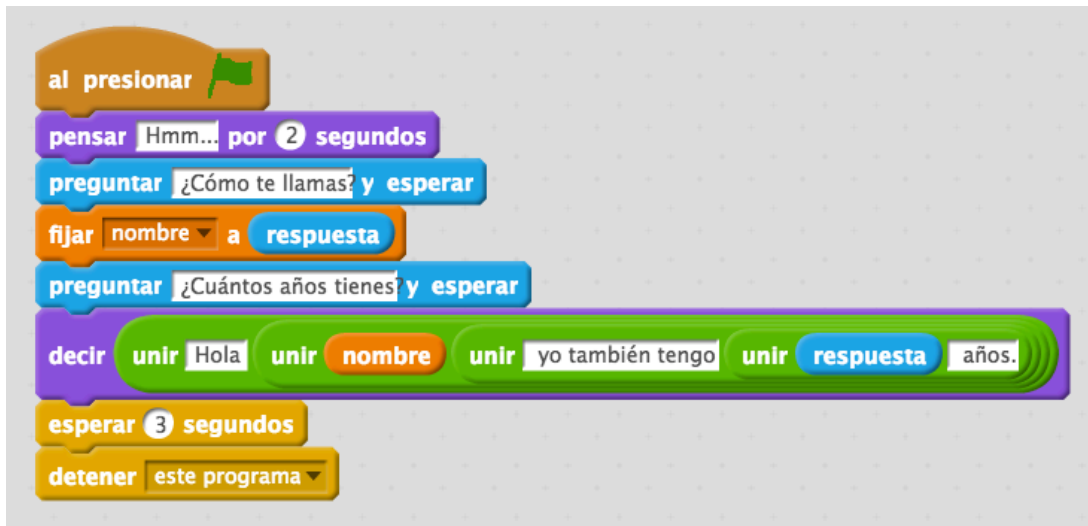 al presionar
pensar Hmm... por 2 segundos
preguntar ¿Cómo te llamas? y esperar
fijar nombre a respuesta
preguntar ¿Cuántos años tienes? y esperar
decir unir Hola unir nombre unir yo también tengo unir respuesta años.
esperar 3 segundos
detener este programa